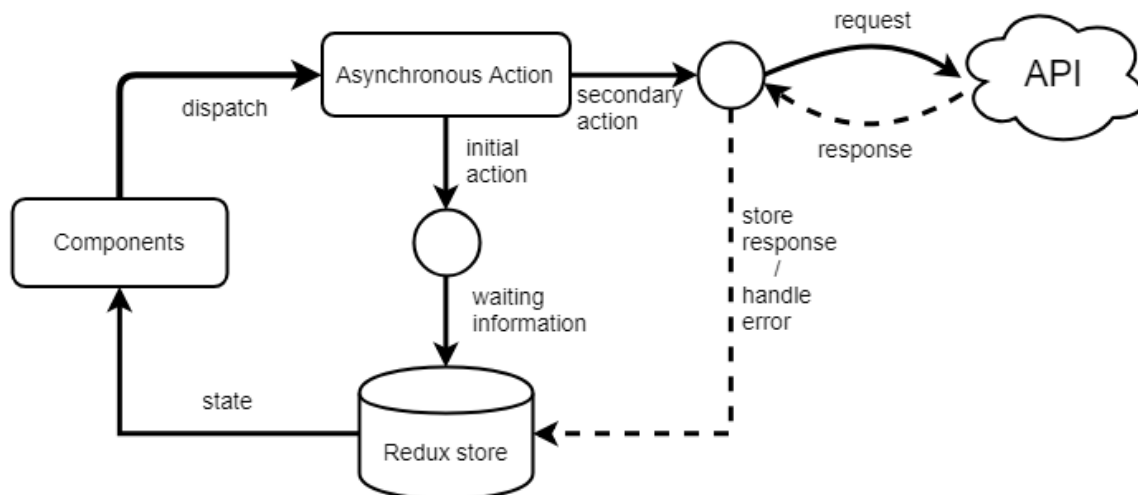 request
Asynchronous Action
API
dispatch
secondary
action
initial
action
response
Components
store
response
/
handle
error
waiting
information
state
Redux store